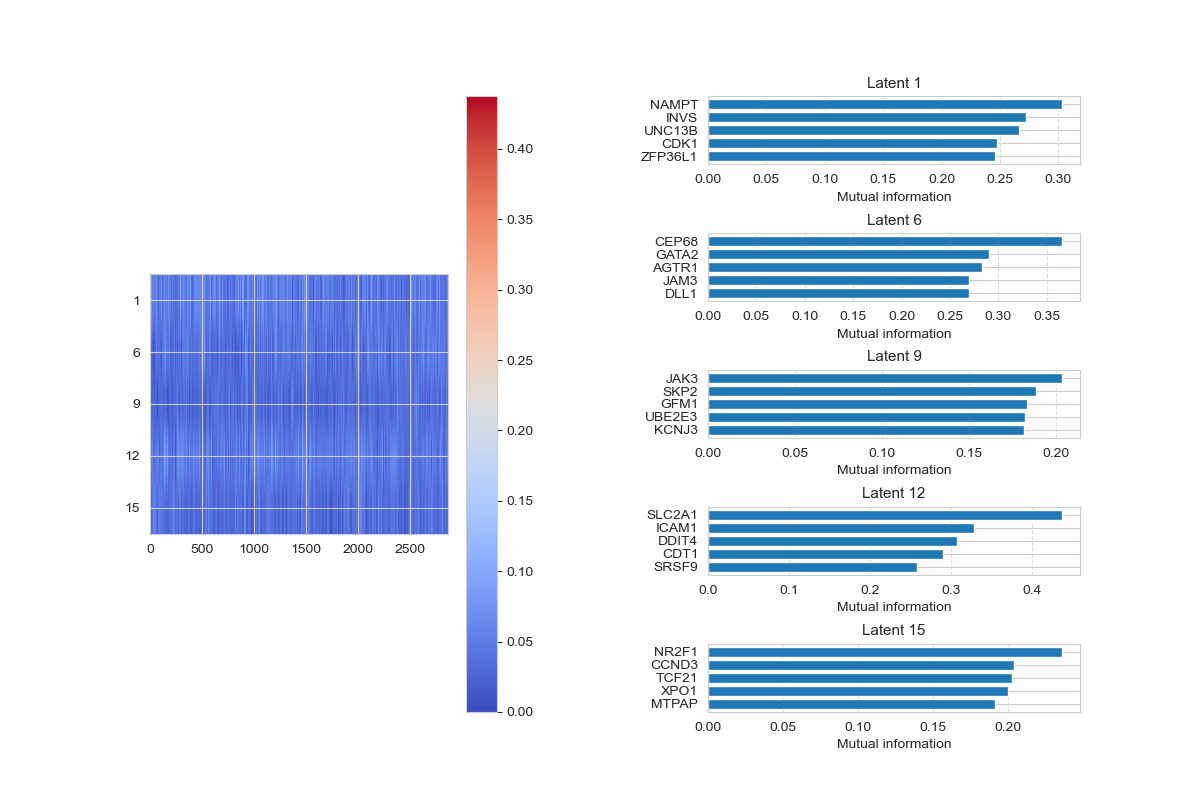 1
6
9
12
15
0 500 1000 1500 2000 2500
0.40
0.35
0.30
0.25
0.20
0.15
0.10
0.05
0.00
Latent 1
NAMPT
INVS
UNC13B
CDK1
ZFP36L1
0.00 0.05 0.10 0.15 0.20 0.25 0.30
Mutual information
Latent 6
CEP68
GATA2
AGTR1
JAM3
DLL1
0.00 0.05 0.10 0.15 0.20 0.25 0.30 0.35
Mutual information
Latent 9
JAK3
SKP2
GFM1
UBE2E3
KCNJ3
0.00 0.05 0.10 0.15 0.20
Mutual information
Latent 12
SLC2A1
ICAM1
DDIT4
CDT1
SRSF9
0.0 0.1 0.2 0.3 0.4
Mutual information
Latent 15
NR2F1
CCND3
TCF21
XPO1
MTPAP
0.00 0.05 0.10 0.15 0.20
Mutual information